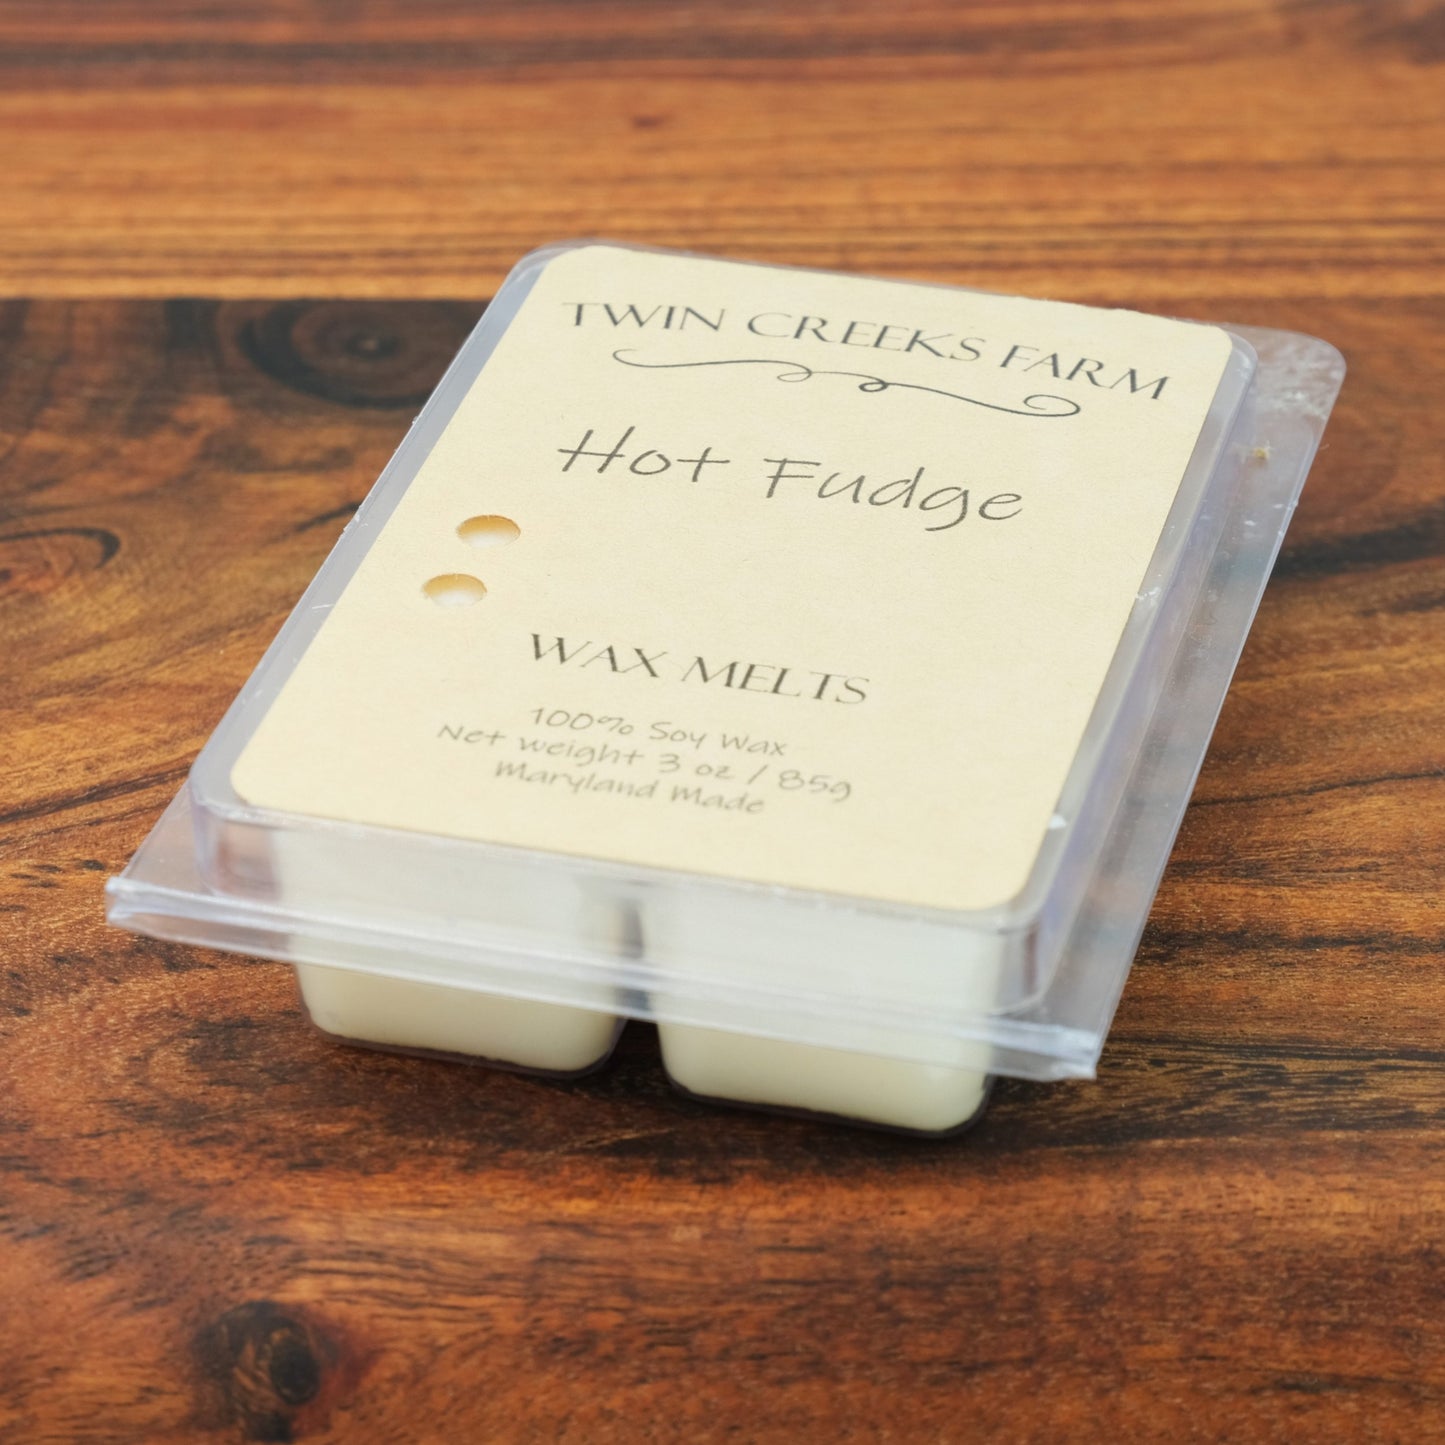 TWIN CREEKS FARM
Hot Fudge
WAX MELTS
100% Soy Wax
Net weight 3 oz / 85g
Maryland Made